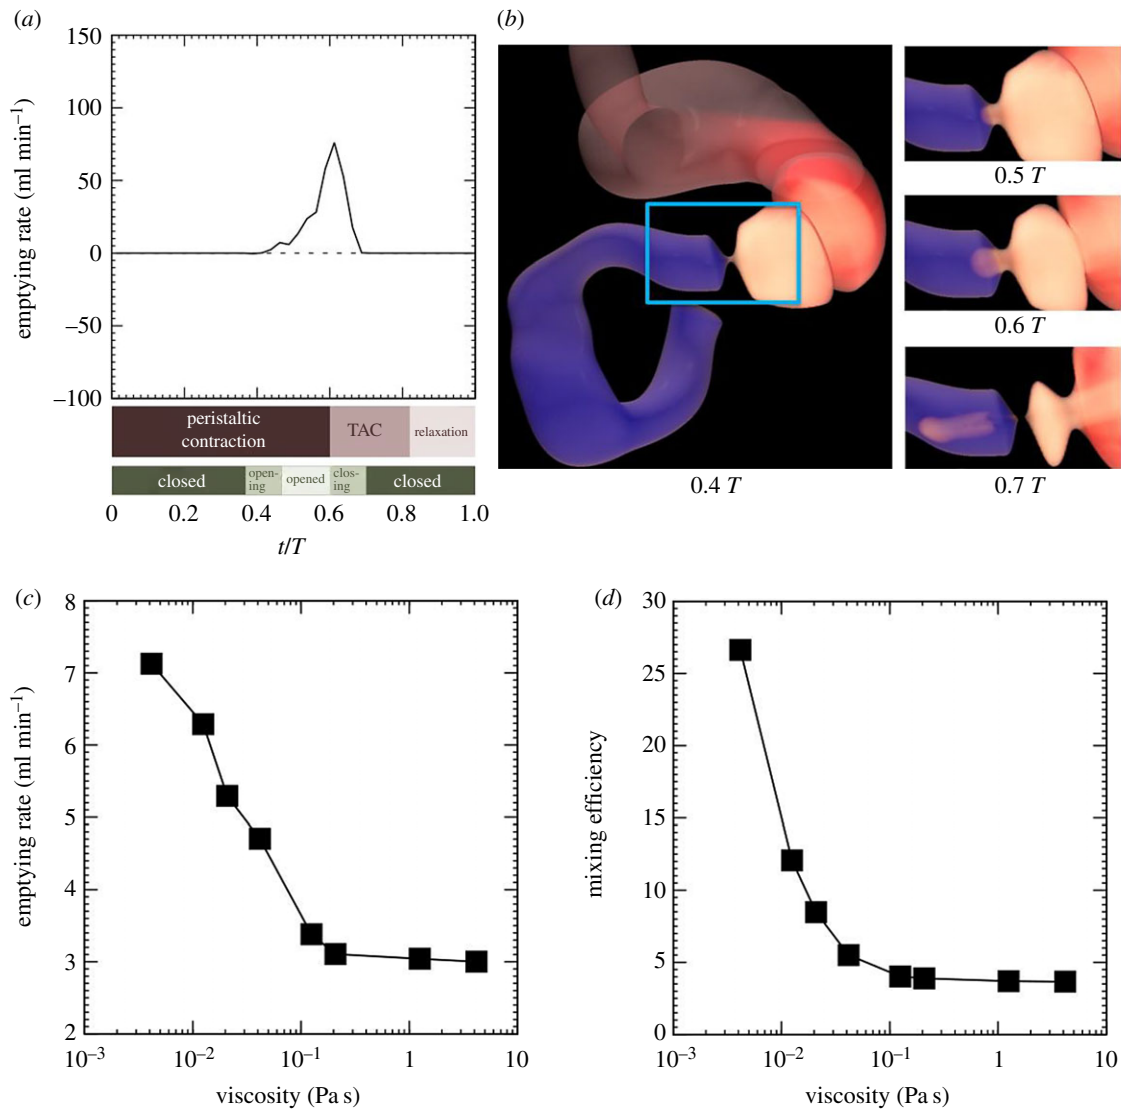 (a)
150
100
50
0
−50
−100
emptying rate (ml min⁻¹)
peristaltic
contraction
TAC
relaxation
closed
open-
ing
opened
clos-
ing
closed
0 0.2 0.4 0.6 0.8 1.0
t/T
(b)
0.4 T
0.5 T
0.6 T
0.7 T
(c)
8
7
6
5
4
3
2
emptying rate (ml min⁻¹)
10⁻³ 10⁻² 10⁻¹ 1 10
viscosity (Pa s)
(d)
30
25
20
15
10
5
0
mixing efficiency
10⁻³ 10⁻² 10⁻¹ 1 10
viscosity (Pa s)